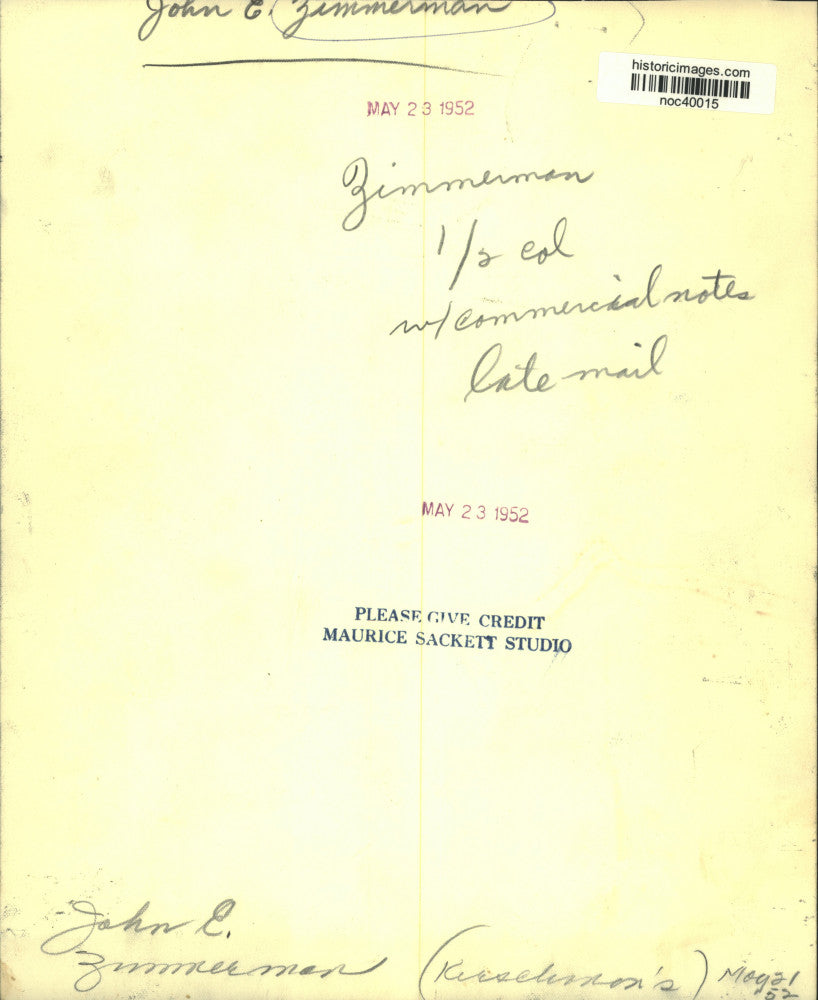 John E. Zimmerman
historicimages.com
noc40015
MAY 23 1952
Zimmerman
1/2 col
w/commercial notes
late mail
MAY 23 1952
PLEASE GIVE CREDIT
MAURICE SACKETT STUDIO
John E.
Zimmerman
(Kirschmon's) May 21
52